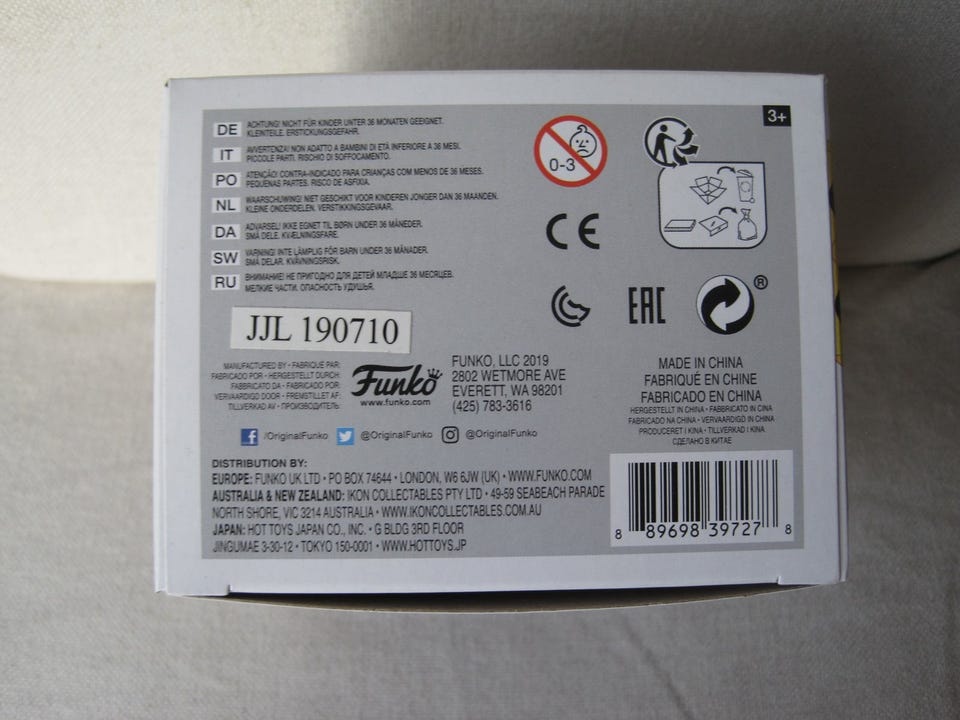 DE ACHTUNG! NICHT FÜR KINDER UNTER 36 MONATEN GEEIGNET.
KLEINTEILE. ERSTICKUNGSGEFAHR.
IT AVVERTENZA! NON ADATTO A BAMBINI DI ETÀ INFERIORE A 36 MESI.
PICCOLE PARTI. RISCHIO DI SOFFOCAMENTO.
PO ATENÇÃO! CONTRA-INDICADO PARA CRIANÇAS COM MENOS DE 36 MESES.
PEQUENAS PARTES. RISCO DE ASFIXIA.
NL WAARSCHUWING! NIET GESCHIKT VOOR KINDEREN JONGER DAN 36 MAANDEN.
KLEINE ONDERDELEN. VERSTIKKINGSGEVAAR.
DA ADVARSEL! IKKE EGNET TIL BØRN UNDER 36 MÅNEDER.
SMÅ DELE. KVÆLNINGSFARE.
SW VARNING! INTE LÄMPLIG FÖR BARN UNDER 36 MÅNADER.
SMÅ DELAR. KVÄVNINGSRISK.
RU ВНИМАНИЕ! НЕ ПРИГОДНО ДЛЯ ДЕТЕЙ МЛАДШЕ 36 МЕСЯЦЕВ.
МЕЛКИЕ ЧАСТИ. ОПАСНОСТЬ УДУШЬЯ.
0-3
3+
CE
EAC
®
JJL 190710
MANUFACTURED BY • FABRIQUÉ PAR:
FABRICADO POR • HERGESTELLT DURCH:
FABBRICATO DA • FABRICADO POR:
VERVAARDIGD DOOR • FREMSTILLET AF:
TILLVERKAD AV • ПРОИЗВОДИТЕЛЬ:
Funko
www.funko.com
FUNKO, LLC 2019
2802 WETMORE AVE
EVERETT, WA 98201
(425) 783-3616
MADE IN CHINA
FABRIQUÉ EN CHINE
FABRICADO EN CHINA
HERGESTELLT IN CHINA • FABBRICATO IN CINA
FABRICADO NA CHINA • VERVAARDIGD IN CHINA
PRODUCERET I KINA • TILLVERKAD I KINA
СДЕЛАНО В КИТАЕ
f /OriginalFunko @OriginalFunko @OriginalFunko
DISTRIBUTION BY:
EUROPE: FUNKO UK LTD • PO BOX 74644 • LONDON, W6 6JW (UK) • WWW.FUNKO.COM
AUSTRALIA & NEW ZEALAND: IKON COLLECTABLES PTY LTD • 49-59 SEABEACH PARADE
NORTH SHORE, VIC 3214 AUSTRALIA • WWW.IKONCOLLECTABLES.COM.AU
JAPAN: HOT TOYS JAPAN CO., INC. • G BLDG 3RD FLOOR
JINGUMAE 3-30-12 • TOKYO 150-0001 • WWW.HOTTOYS.JP
8 89698 39727 8